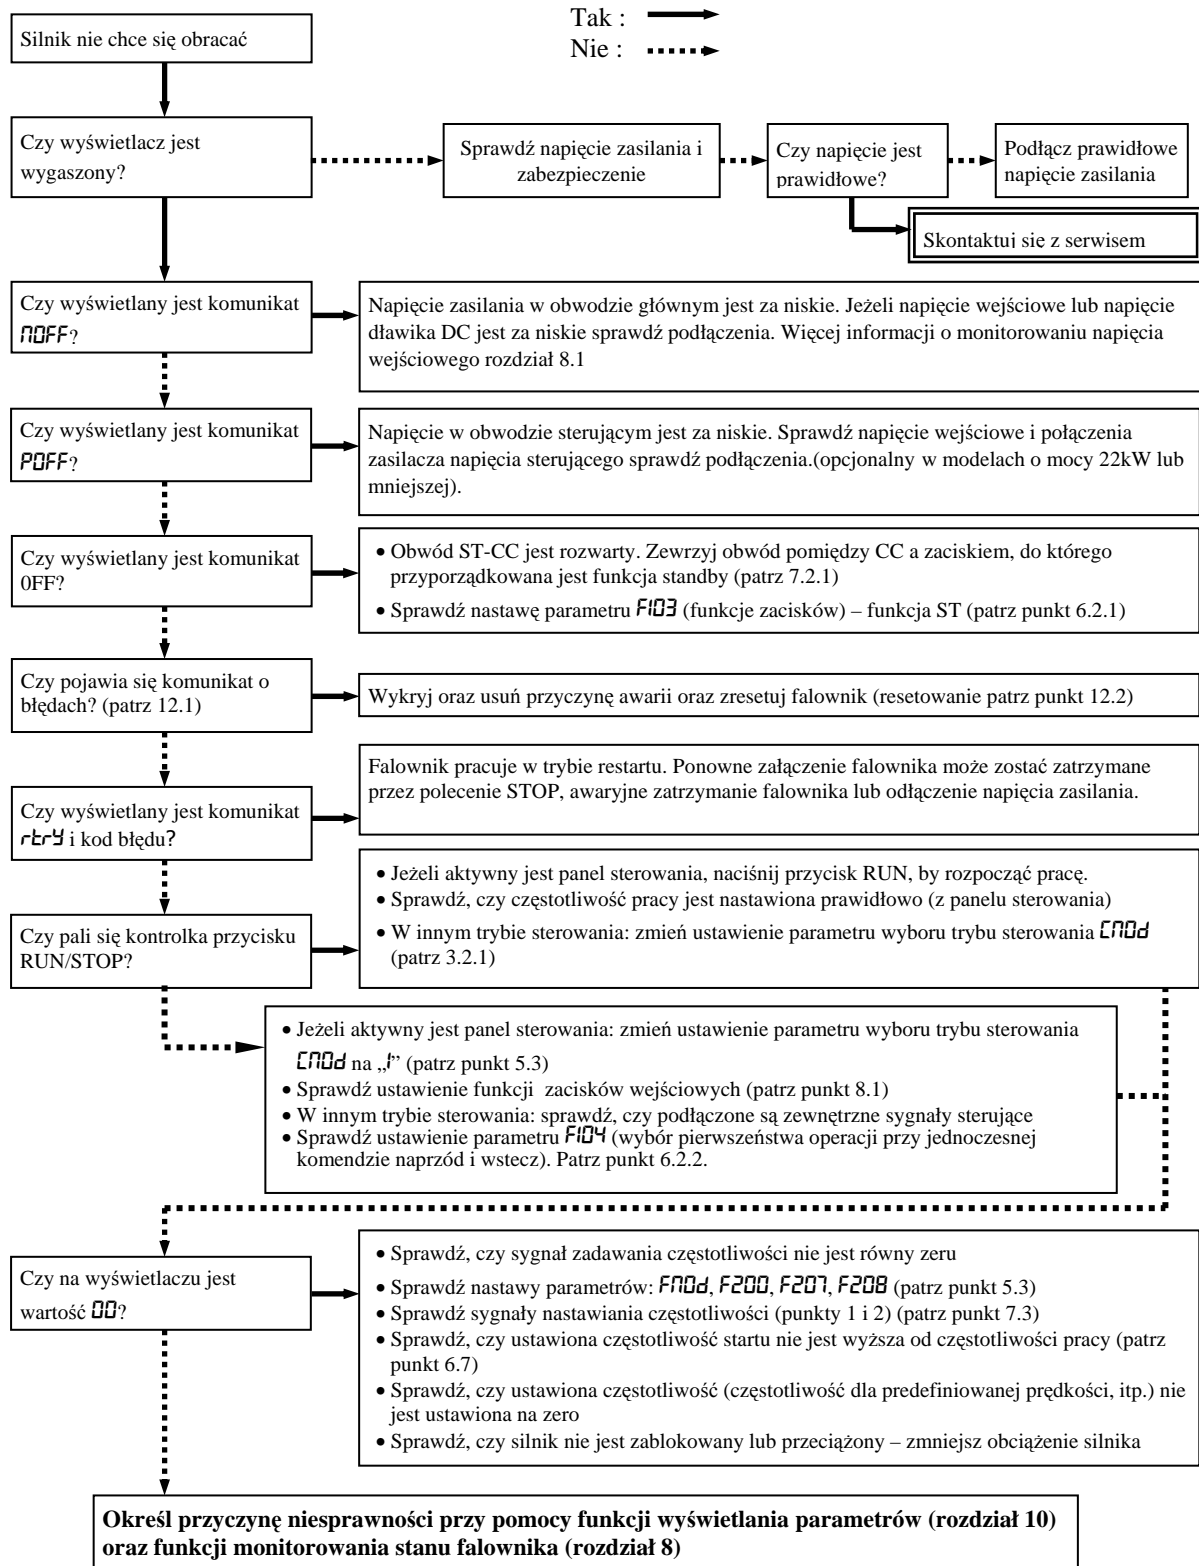 Tak :
Nie :
Silnik nie chce się obracać
Czy wyświetlacz jest
wygaszony?
Sprawdź napięcie zasilania i
zabezpieczenie
Czy napięcie jest
prawidłowe?
Podłącz prawidłowe
napięcie zasilania
Skontaktuj się z serwisem
Czy wyświetlany jest komunikat
MOFF?
Napięcie zasilania w obwodzie głównym jest za niskie. Jeżeli napięcie wejściowe lub napięcie
dławika DC jest za niskie sprawdź podłączenia. Więcej informacji o monitorowaniu napięcia
wejściowego rozdział 8.1
Czy wyświetlany jest komunikat
POFF?
Napięcie w obwodzie sterującym jest za niskie. Sprawdź napięcie wejściowe i połączenia
zasilacza napięcia sterującego sprawdź podłączenia.(opcjonalny w modelach o mocy 22kW lub
mniejszej).
Czy wyświetlany jest komunikat
0FF?
• Obwód ST-CC jest rozwarty. Zewrzyj obwód pomiędzy CC a zaciskiem, do którego
przyporządkowana jest funkcja standby (patrz 7.2.1)
• Sprawdź nastawę parametru F103 (funkcje zacisków) – funkcja ST (patrz punkt 6.2.1)
Czy pojawia się komunikat o
błędach? (patrz 12.1)
Wykryj oraz usuń przyczynę awarii oraz zresetuj falownik (resetowanie patrz punkt 12.2)
Czy wyświetlany jest komunikat
rtrY i kod błędu?
Falownik pracuje w trybie restartu. Ponowne załączenie falownika może zostać zatrzymane
przez polecenie STOP, awaryjne zatrzymanie falownika lub odłączenie napięcia zasilania.
Czy pali się kontrolka przycisku
RUN/STOP?
• Jeżeli aktywny jest panel sterowania, naciśnij przycisk RUN, by rozpocząć pracę.
• Sprawdź, czy częstotliwość pracy jest nastawiona prawidłowo (z panelu sterowania)
• W innym trybie sterowania: zmień ustawienie parametru wyboru trybu sterowania CMOd
(patrz 3.2.1)
• Jeżeli aktywny jest panel sterowania: zmień ustawienie parametru wyboru trybu sterowania
CMOd na „1” (patrz punkt 5.3)
• Sprawdź ustawienie funkcji zacisków wejściowych (patrz punkt 8.1)
• W innym trybie sterowania: sprawdź, czy podłączone są zewnętrzne sygnały sterujące
• Sprawdź ustawienie parametru F104 (wybór pierwszeństwa operacji przy jednoczesnej
komendzie naprzód i wstecz). Patrz punkt 6.2.2.
Czy na wyświetlaczu jest
wartość 00?
• Sprawdź, czy sygnał zadawania częstotliwości nie jest równy zeru
• Sprawdź nastawy parametrów: FMOd, F200, F207, F208 (patrz punkt 5.3)
• Sprawdź sygnały nastawiania częstotliwości (punkty 1 i 2) (patrz punkt 7.3)
• Sprawdź, czy ustawiona częstotliwość startu nie jest wyższa od częstotliwości pracy (patrz
punkt 6.7)
• Sprawdź, czy ustawiona częstotliwość (częstotliwość dla predefiniowanej prędkości, itp.) nie
jest ustawiona na zero
• Sprawdź, czy silnik nie jest zablokowany lub przeciążony – zmniejsz obciążenie silnika
Określ przyczynę niesprawności przy pomocy funkcji wyświetlania parametrów (rozdział 10)
oraz funkcji monitorowania stanu falownika (rozdział 8)